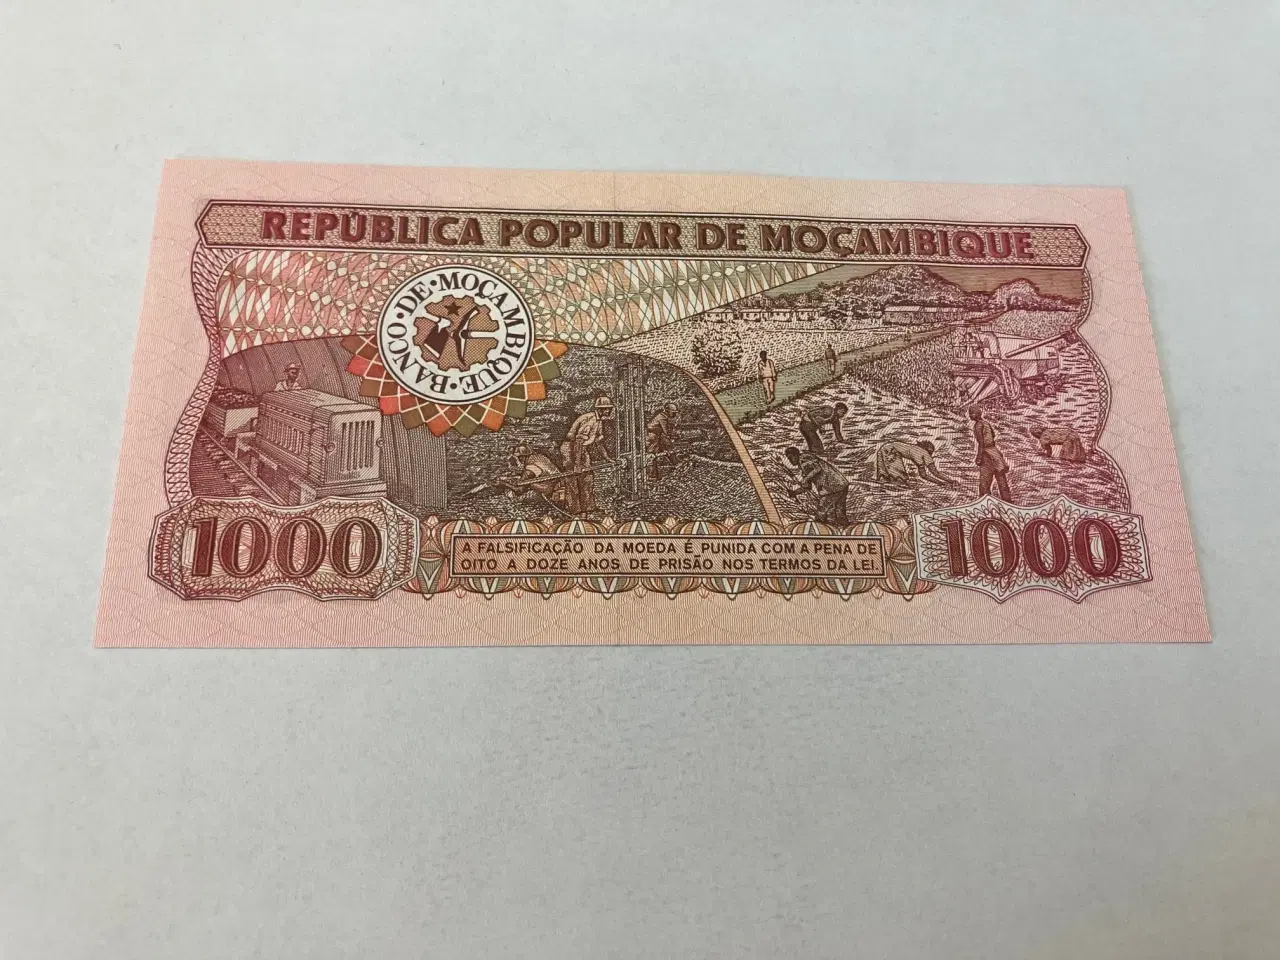 REPÚBLICA POPULAR DE MOÇAMBIQUE
BANCO·DE·MOÇAMBIQUE·
1000
A FALSIFICAÇÃO DA MOEDA É PUNIDA COM A PENA DE
OITO A DOZE ANOS DE PRISÃO NOS TERMOS DA LEI.
1000